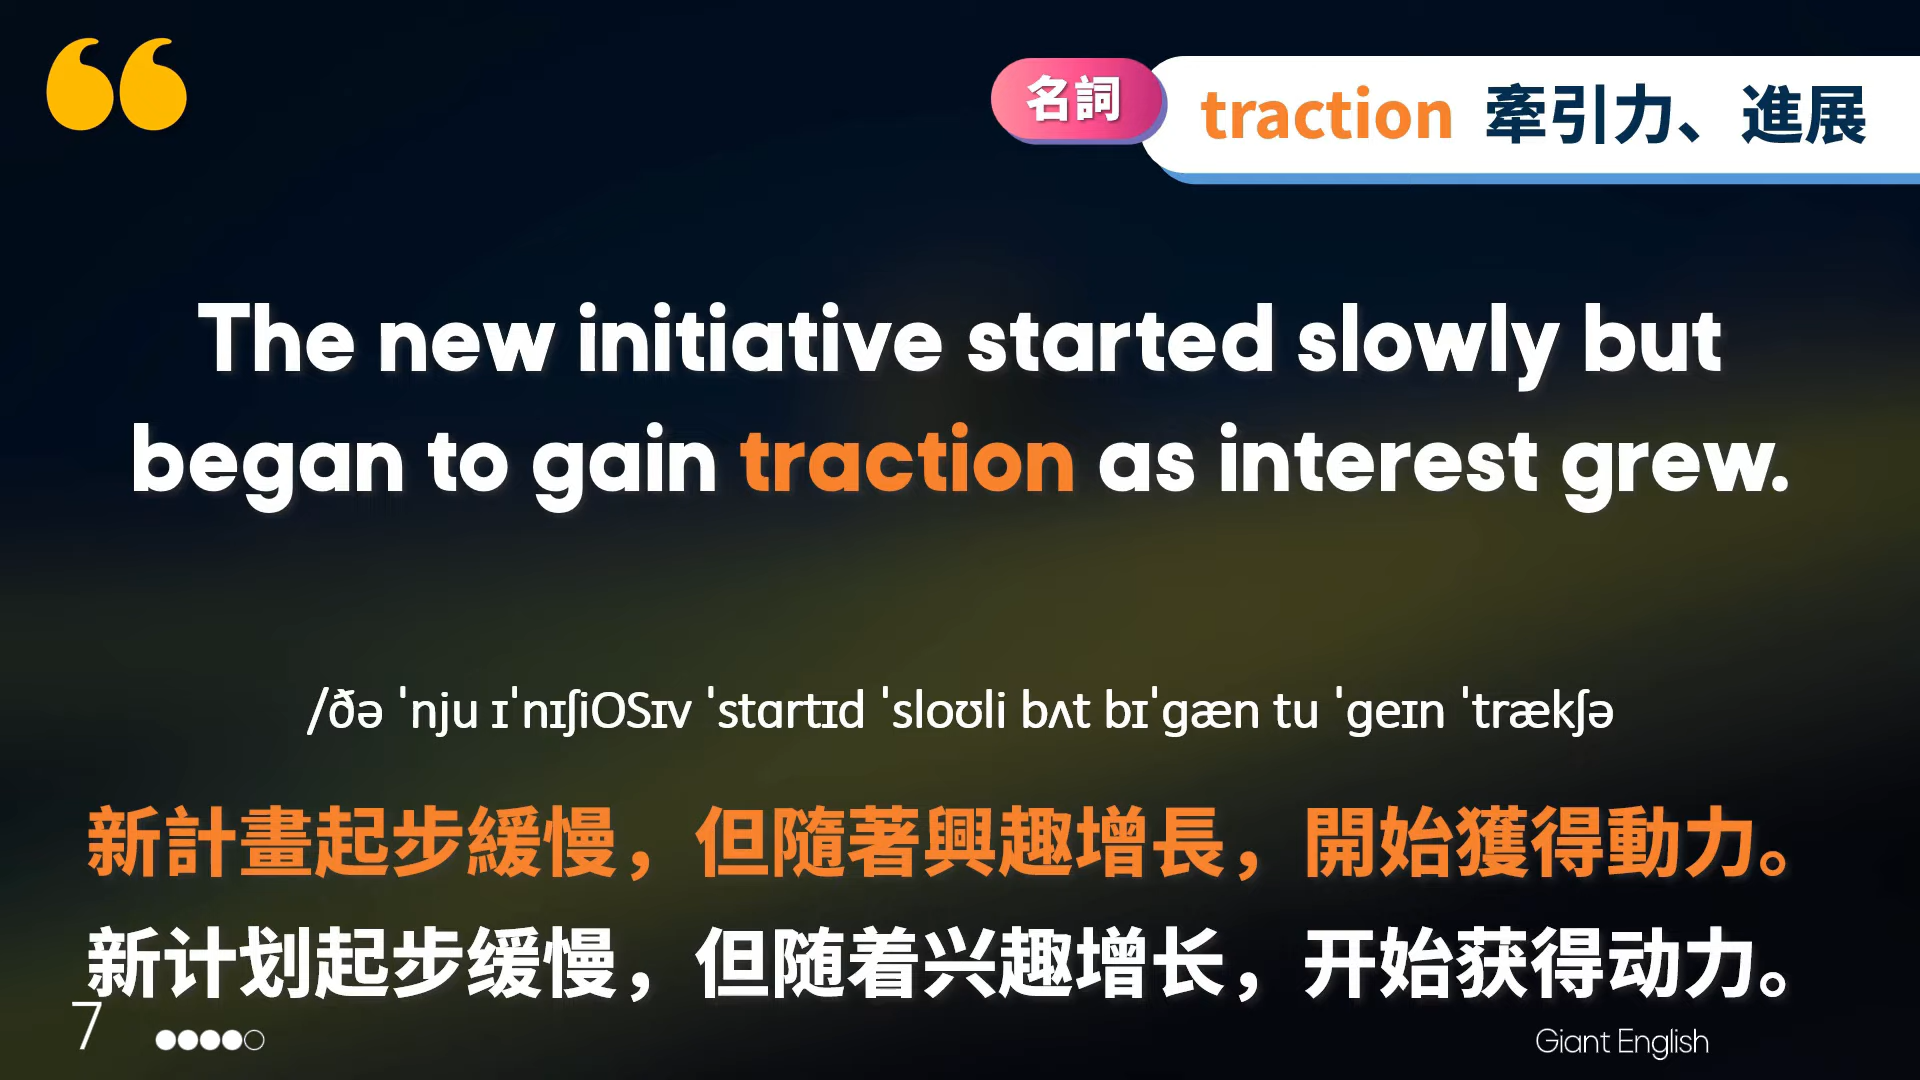 名詞 traction 牽引力、進展
The new initiative started slowly but
began to gain traction as interest grew.
/ðə ˈnju ɪˈnɪʃiOSɪv ˈstɑrtɪd ˈsloʊli bʌt bɪˈgæn tu ˈgeɪn ˈtrækʃə
新計畫起步緩慢，但隨著興趣增長，開始獲得動力。
新计划起步缓慢，但随着兴趣增长，开始获得动力。
7
Giant English